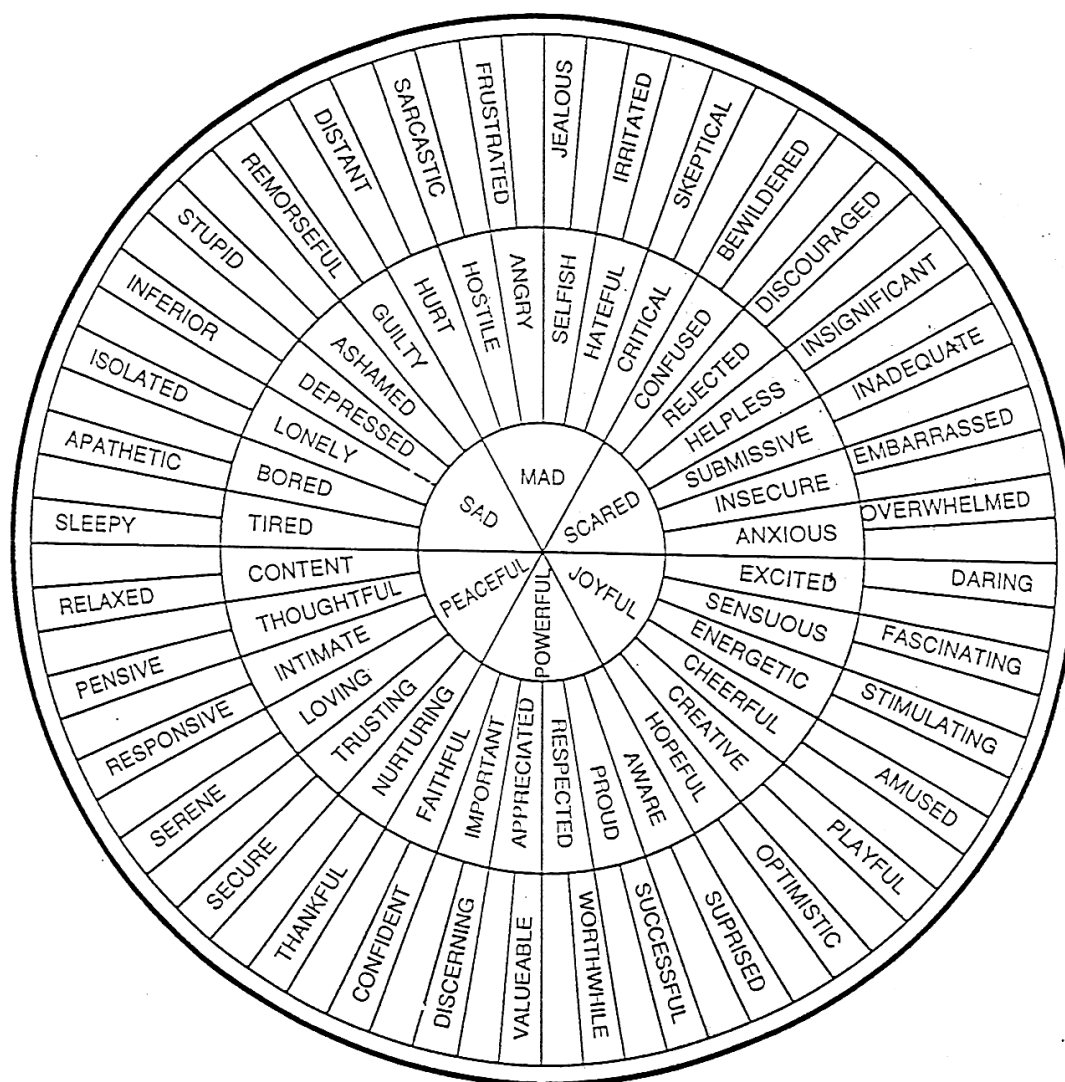 MAD
SCARED
JOYFUL
POWERFUL
PEACEFUL
SAD
HURT
HOSTILE
ANGRY
SELFISH
HATEFUL
CRITICAL
CONFUSED
REJECTED
HELPLESS
SUBMISSIVE
INSECURE
ANXIOUS
EXCITED
SENSUOUS
ENERGETIC
CHEERFUL
CREATIVE
HOPEFUL
AWARE
PROUD
RESPECTED
APPRECIATED
IMPORTANT
FAITHFUL
NURTURING
TRUSTING
LOVING
INTIMATE
THOUGHTFUL
CONTENT
TIRED
BORED
LONELY
DEPRESSED
ASHAMED
GUILTY
DISTANT
SARCASTIC
FRUSTRATED
JEALOUS
IRRITATED
SKEPTICAL
BEWILDERED
DISCOURAGED
INSIGNIFICANT
INADEQUATE
EMBARRASSED
OVERWHELMED
DARING
FASCINATING
STIMULATING
AMUSED
PLAYFUL
OPTIMISTIC
SUPRISED
SUCCESSFUL
WORTHWHILE
VALUEABLE
DISCERNING
CONFIDENT
THANKFUL
SECURE
SERENE
RESPONSIVE
PENSIVE
RELAXED
SLEEPY
APATHETIC
ISOLATED
INFERIOR
STUPID
REMORSEFUL